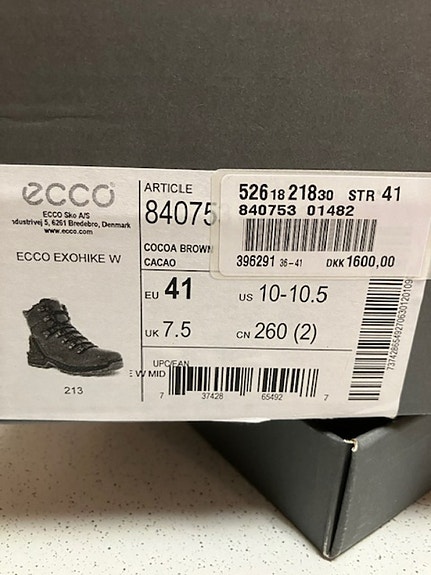 ecco
ECCO Sko A/S
dustrivej 5, 6261 Bredebro, Denmark
www.ecco.com
ECCO EXOHIKE W
213
ARTICLE
84075
COCOA BROWN
CACAO
EU 41
US 10-10.5
UK 7.5
CN 260 (2)
UPC/EAN
E W MID
7 37428 65492 7
526 18 218 30 STR 41
840753 01482
396291 36-41 DKK 1600,00